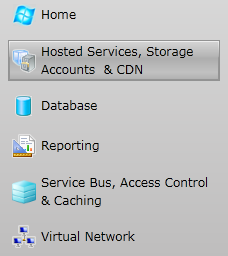 Home
Hosted Services, Storage
Accounts & CDN
Database
Reporting
Service Bus, Access Control
& Caching
Virtual Network